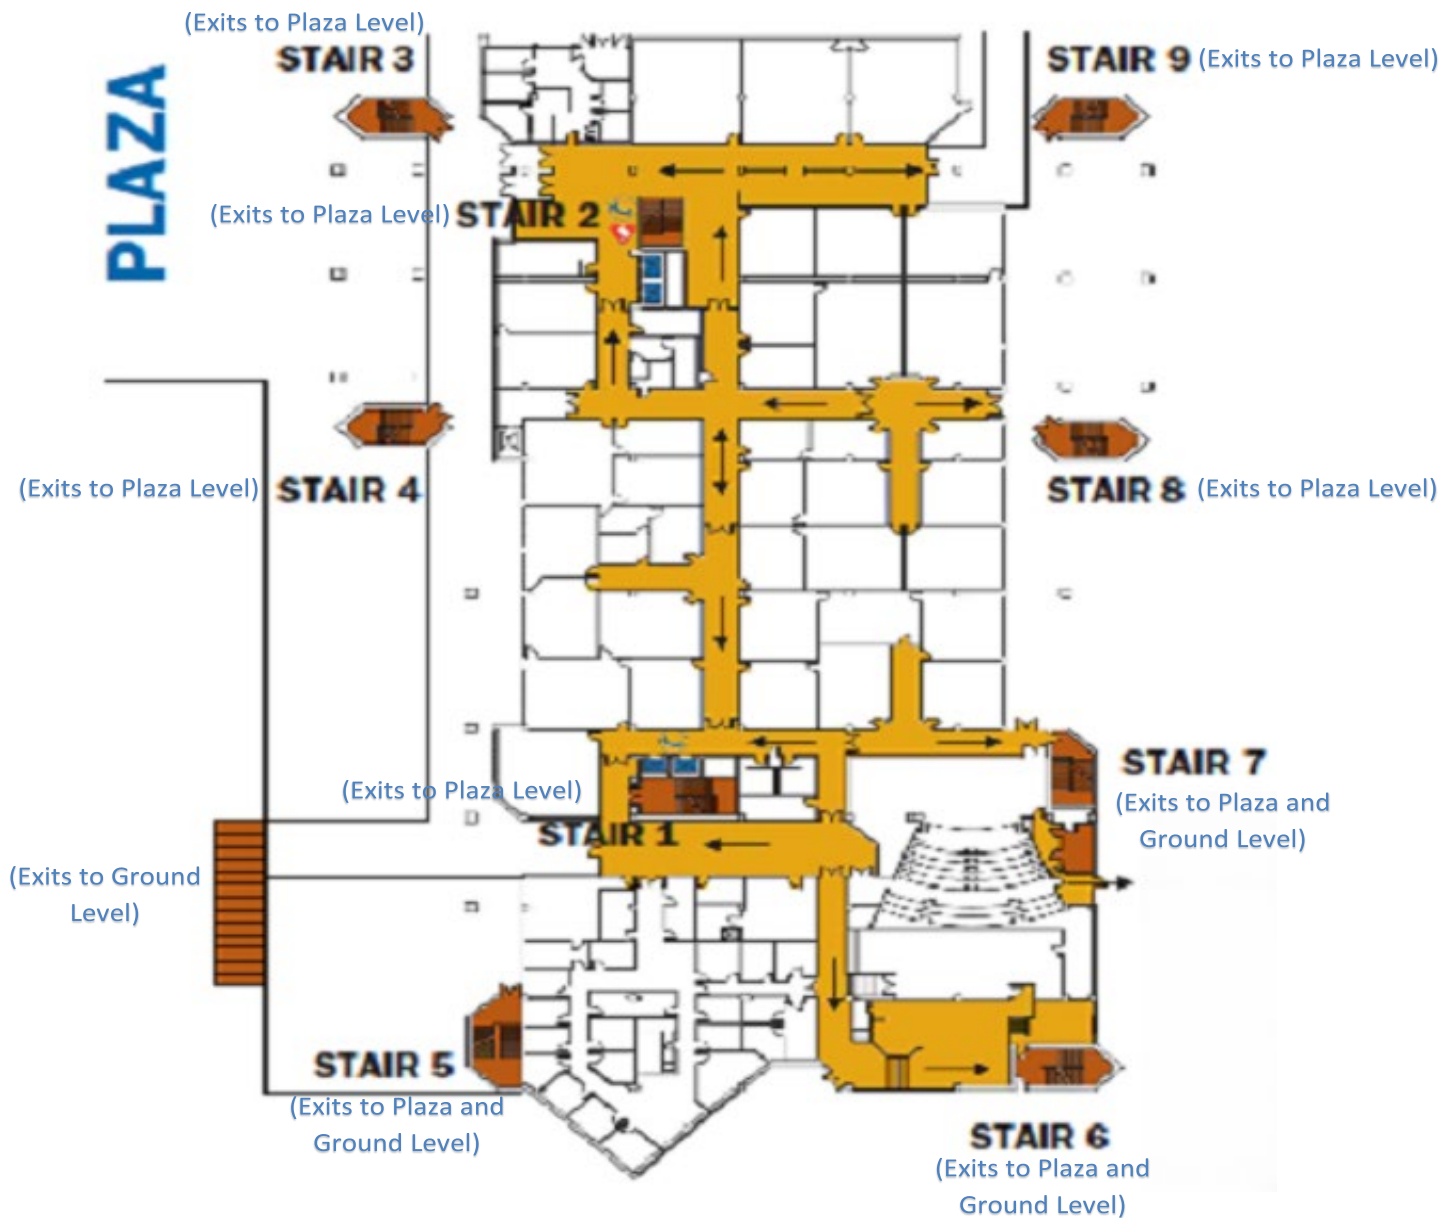 (Exits to Plaza Level)
STAIR 3
STAIR 9 (Exits to Plaza Level)
PLAZA
(Exits to Plaza Level) STAIR 2
(Exits to Plaza Level) STAIR 4
STAIR 8 (Exits to Plaza Level)
STAIR 7
(Exits to Plaza and
Ground Level)
(Exits to Plaza Level)
STAIR 1
(Exits to Ground
Level)
STAIR 5
(Exits to Plaza and
Ground Level)
STAIR 6
(Exits to Plaza and
Ground Level)